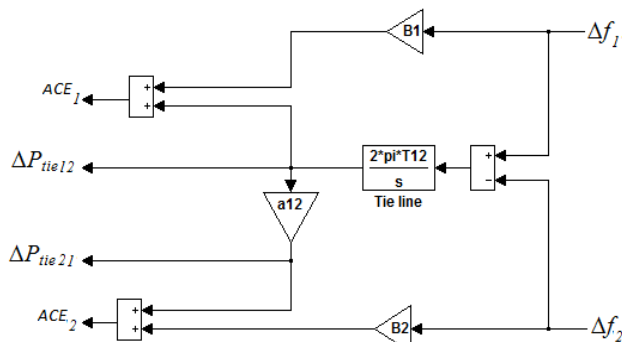 B1
Δf1
+
+
ACE1
ΔPtie12
2*pi*T12
s
Tie line
+
−
a12
ΔPtie21
+
+
ACE2
B2
Δf2